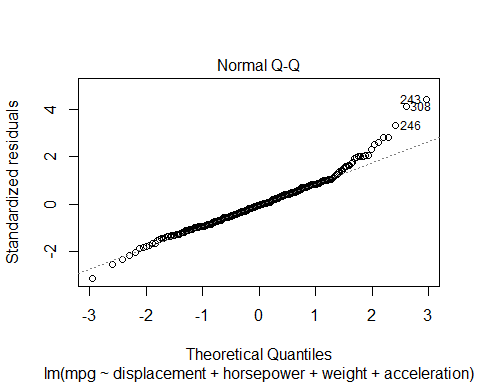 Normal Q-Q
Standardized residuals
4
2
0
-2
243
308
246
-3 -2 -1 0 1 2 3
Theoretical Quantiles
lm(mpg ~ displacement + horsepower + weight + acceleration)